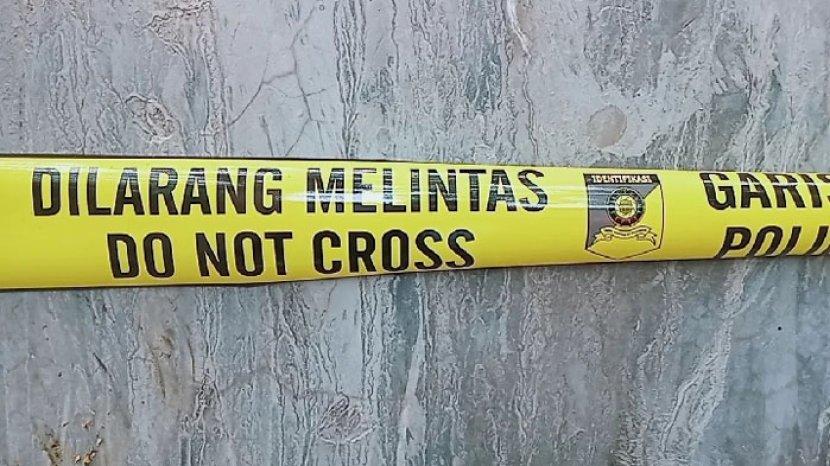 DILARANG MELINTAS
DO NOT CROSS
IDENTIFIKASI
GARIS
POLI